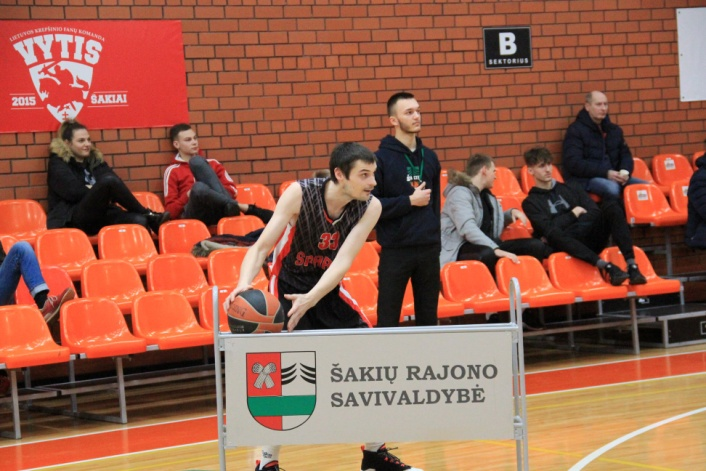 LIETUVOS KREPŠINIO FANŲ KOMANDA
VYTIS
2015 ŠAKIAI
B
SEKTORIUS
33
ŠAKIŲ RAJONO
SAVIVALDYBĖ